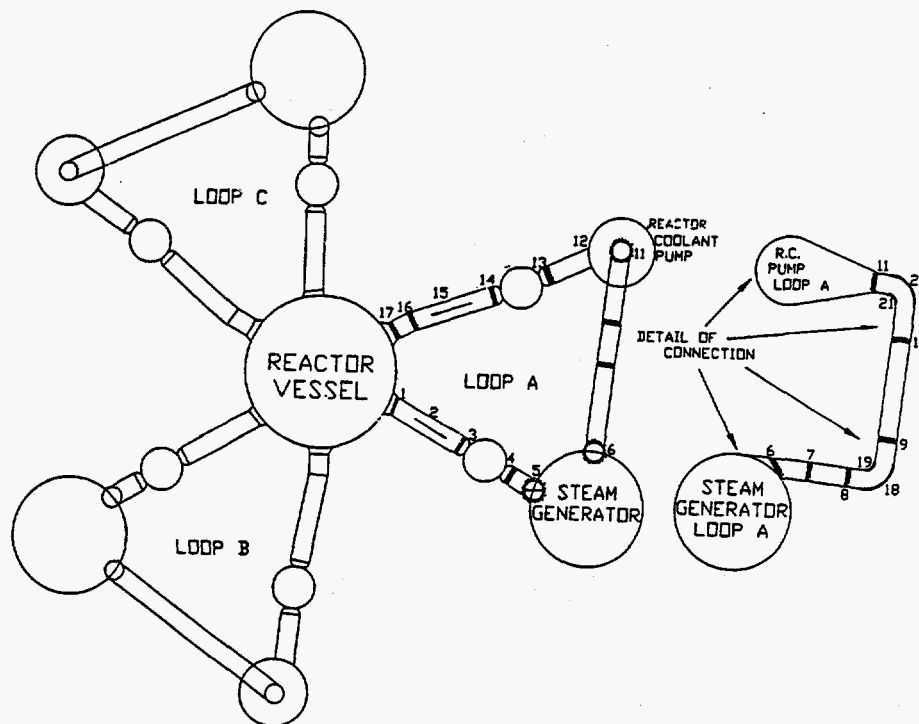 LOOP C
REACTOR
COOLANT
PUMP
12
11
13
14
15
16
17
R.C.
PUMP
LOOP A
11
21
REACTOR
VESSEL
LOOP A
DETAIL OF
CONNECTION
1
2
3
4
5
6
STEAM
GENERATOR
6
7
8
19
9
18
STEAM
GENERATOR
LOOP A
LOOP B